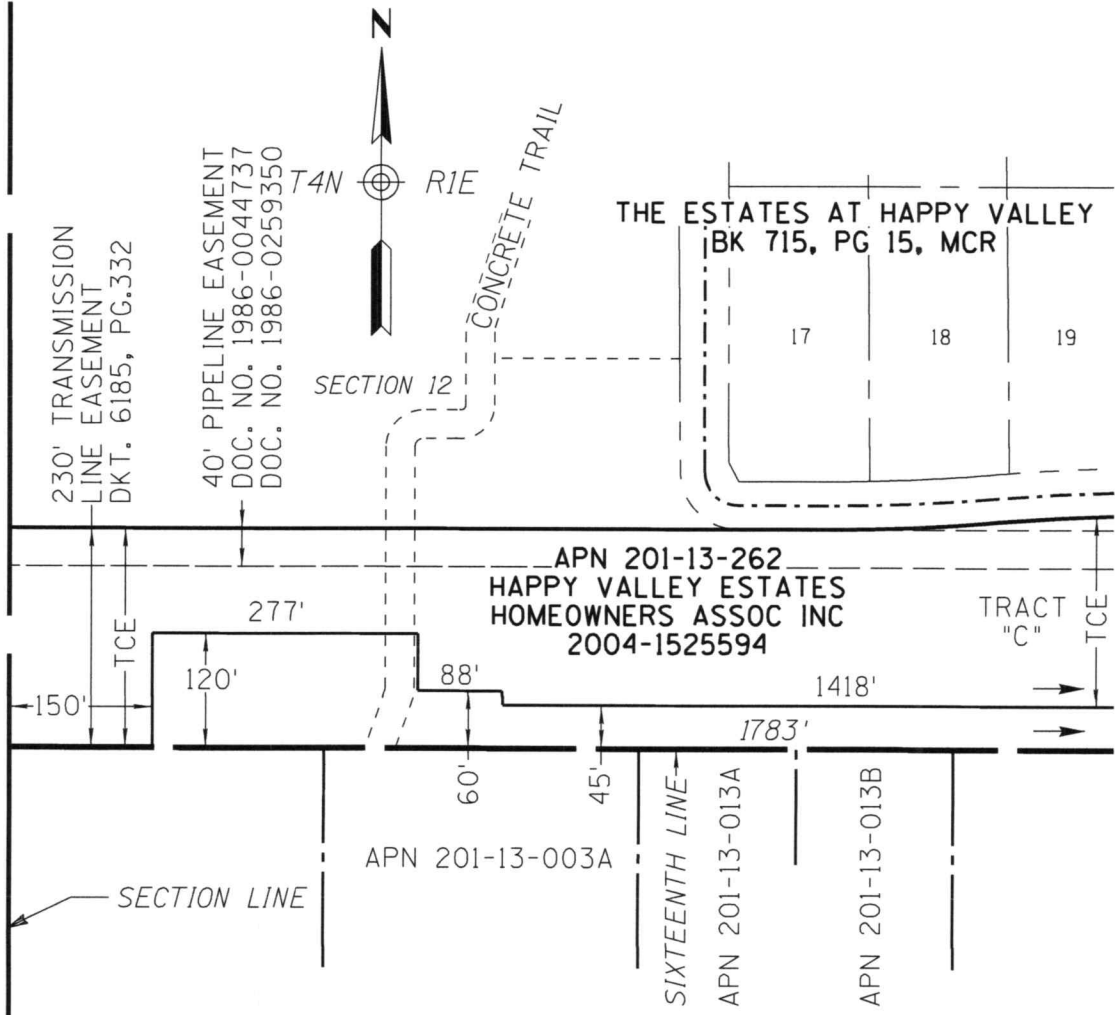 N
T4N R1E
CONCRETE TRAIL
230' TRANSMISSION
LINE EASEMENT
DKT. 6185, PG.332
40' PIPELINE EASEMENT
DOC. NO. 1986-0044737
DOC. NO. 1986-0259350
SECTION 12
THE ESTATES AT HAPPY VALLEY
BK 715, PG 15, MCR
17
18
19
APN 201-13-262
HAPPY VALLEY ESTATES
HOMEOWNERS ASSOC INC
2004-1525594
TRACT
"C"
TCE
TCE
277'
120'
150'
88'
1418'
1783'
60'
45'
APN 201-13-003A
SIXTEENTH LINE
APN 201-13-013A
APN 201-13-013B
SECTION LINE